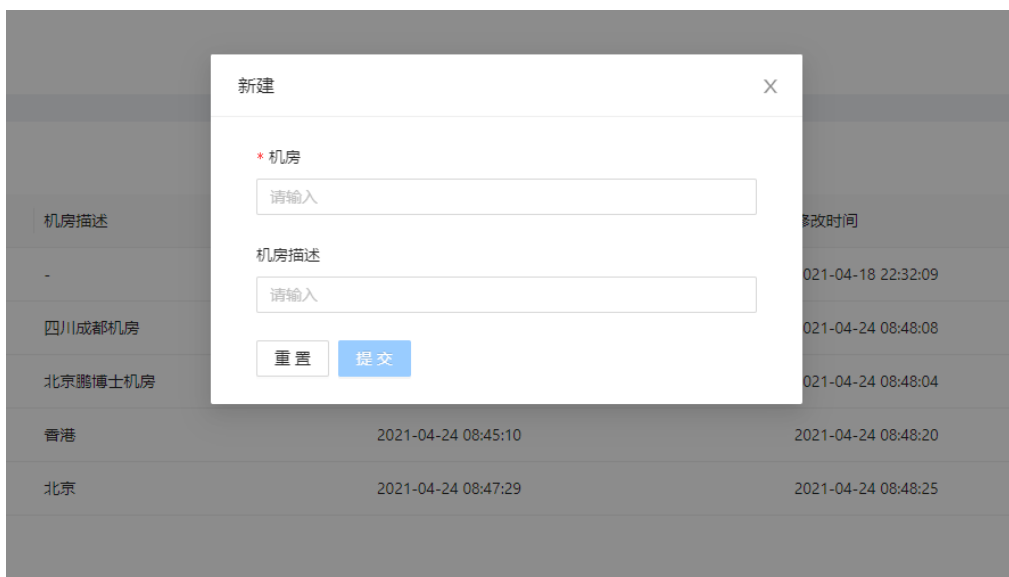 新建
* 机房
请输入
机房描述
请输入
重置 提交
机房描述 修改时间
- 021-04-18 22:32:09
四川成都机房 021-04-24 08:48:08
北京鹏博士机房 021-04-24 08:48:04
香港 2021-04-24 08:45:10 2021-04-24 08:48:20
北京 2021-04-24 08:47:29 2021-04-24 08:48:25